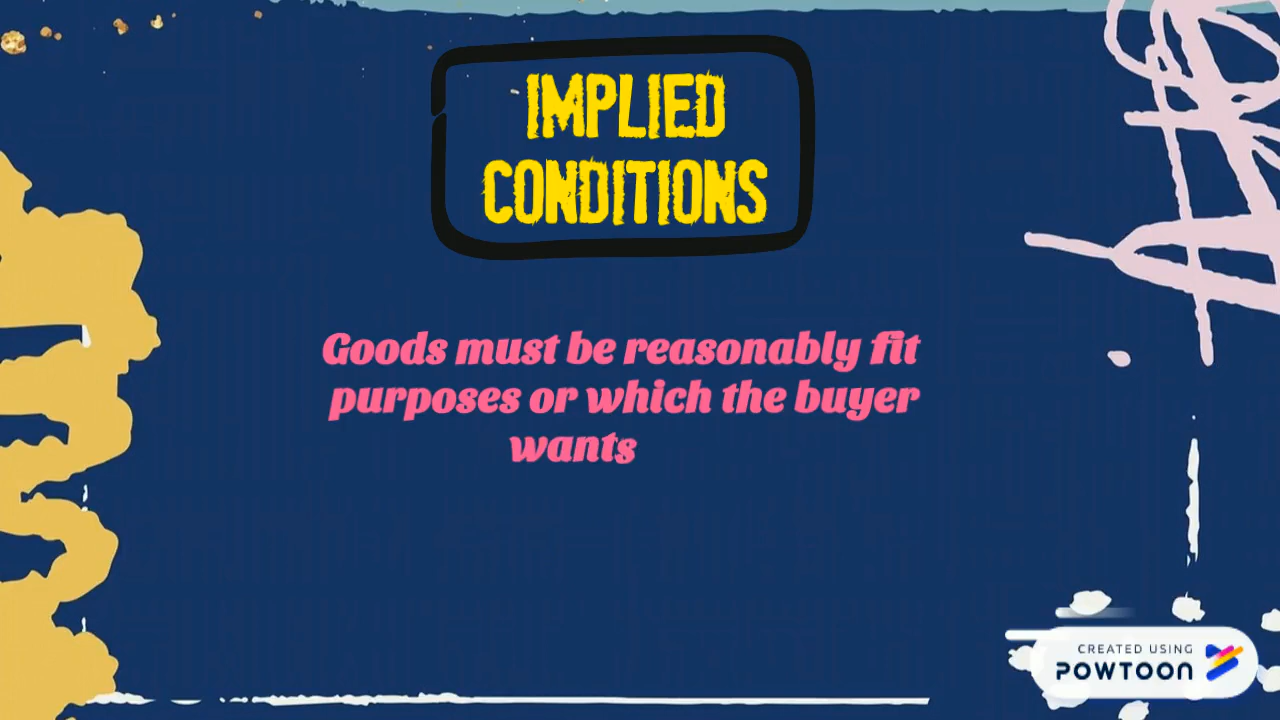 IMPLIED
CONDITIONS
Goods must be reasonably fit
purposes or which the buyer
wants
CREATED USING
POWTOON